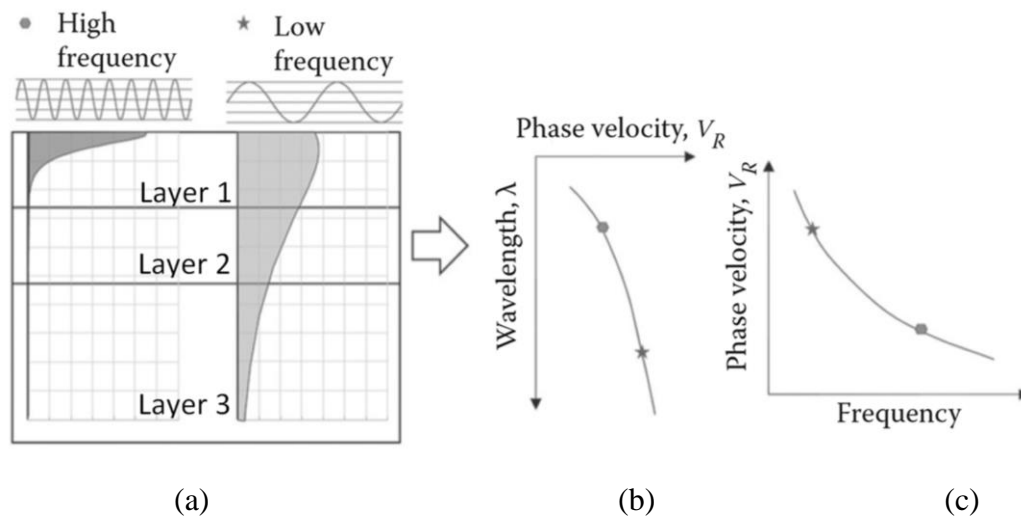 High
frequency
Low
frequency
Layer 1
Layer 2
Layer 3
Phase velocity, V_R
Wavelength, λ
Phase velocity, V_R
Frequency
(a)
(b)
(c)